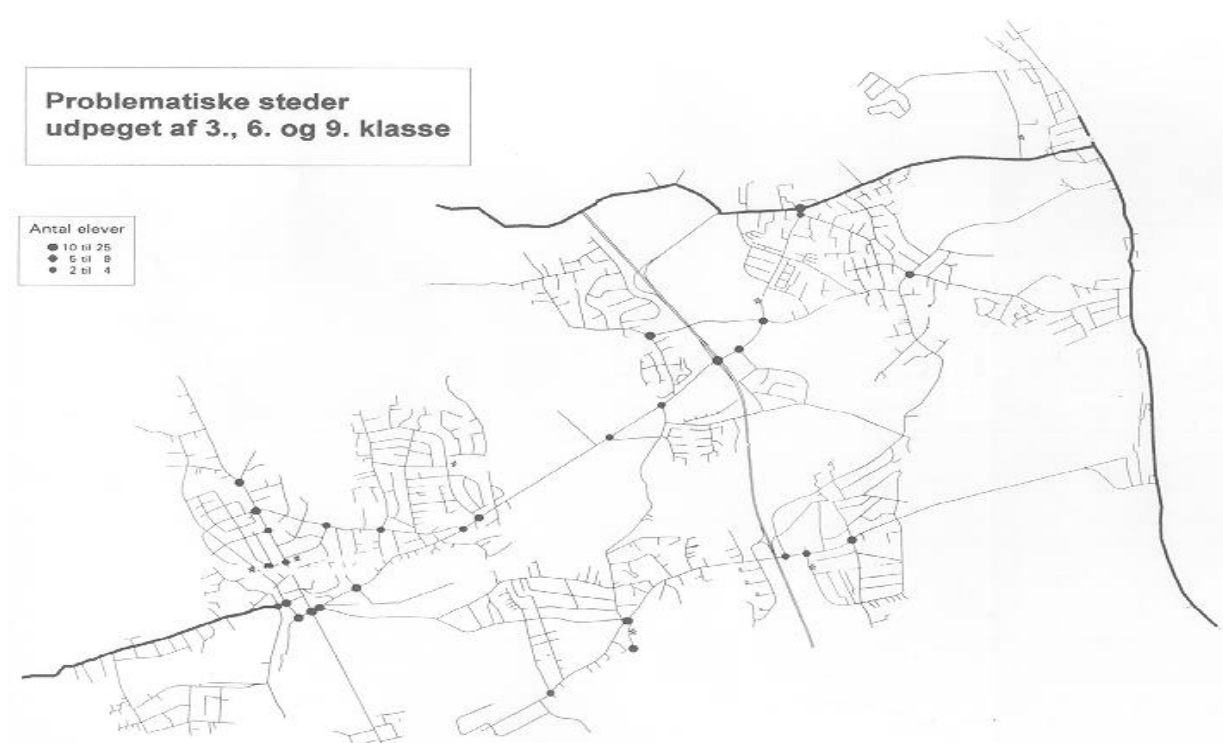 Problematiske steder
udpeget af 3., 6. og 9. klasse
Antal elever
10 til 25
5 til 9
2 til 4